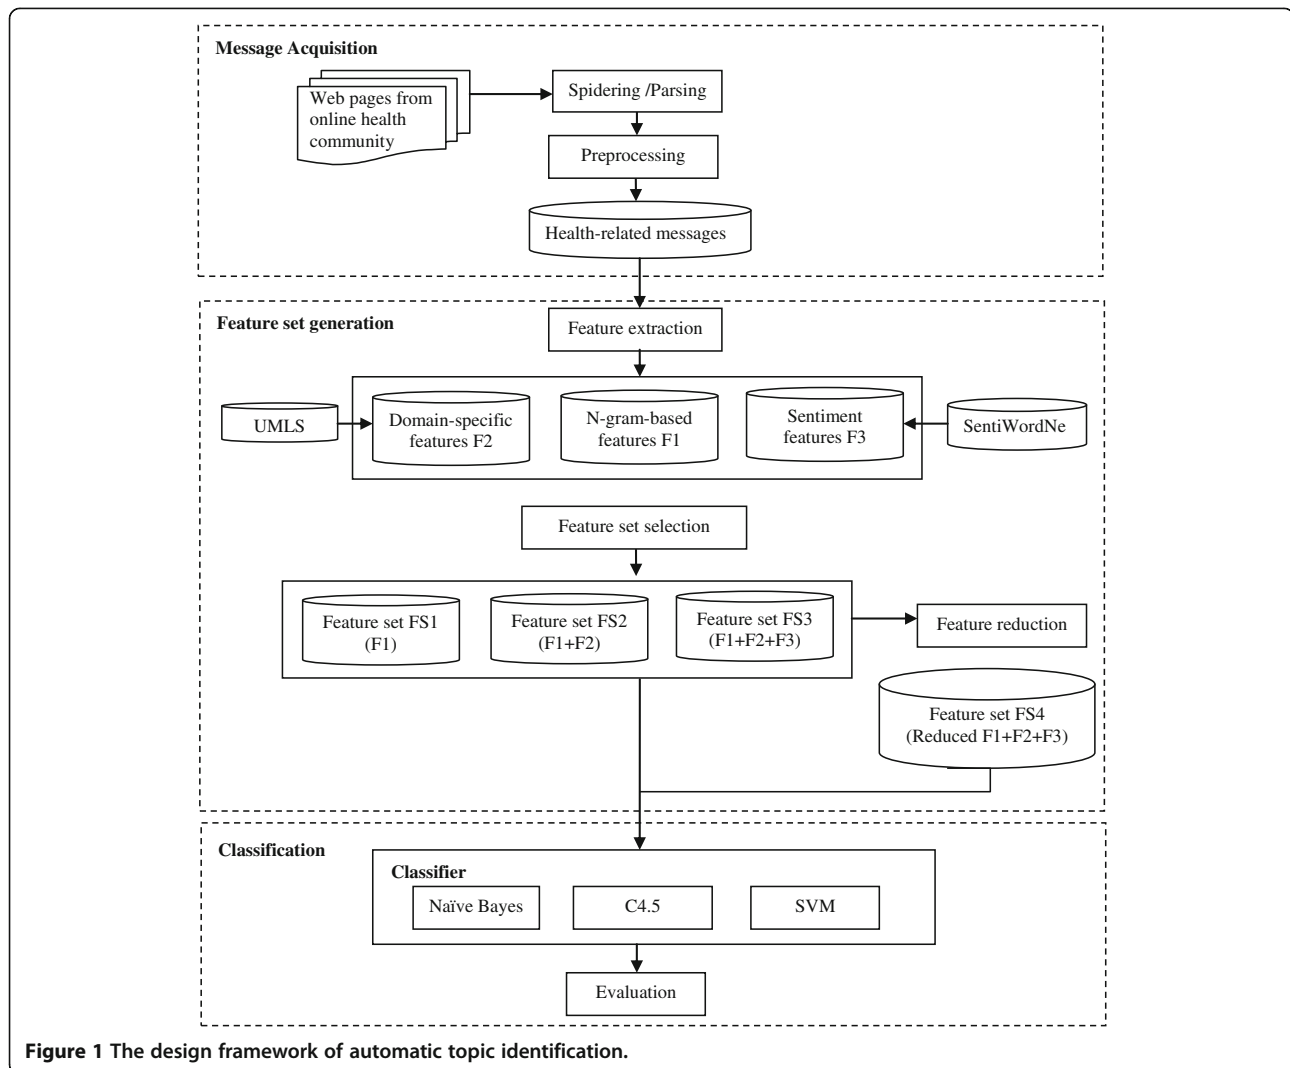 Message Acquisition
Web pages from
online health
community
Spidering /Parsing
Preprocessing
Health-related messages
Feature set generation
Feature extraction
UMLS
Domain-specific
features F2
N-gram-based
features F1
Sentiment
features F3
SentiWordNe
Feature set selection
Feature set FS1
(F1)
Feature set FS2
(F1+F2)
Feature set FS3
(F1+F2+F3)
Feature reduction
Feature set FS4
(Reduced F1+F2+F3)
Classification
Classifier
Naïve Bayes
C4.5
SVM
Evaluation
Figure 1 The design framework of automatic topic identification.